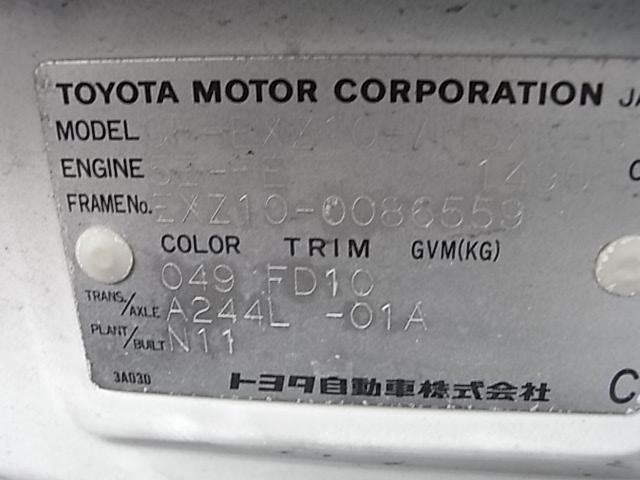 TOYOTA MOTOR CORPORATION JA
MODEL
ENGINE
FRAME No. EXZ10-0086559
COLOR TRIM GVM(KG)
049 FD10
TRANS./AXLE A244L -01A
PLANT/BUILT N11
3A030 トヨタ自動車株式会社 C